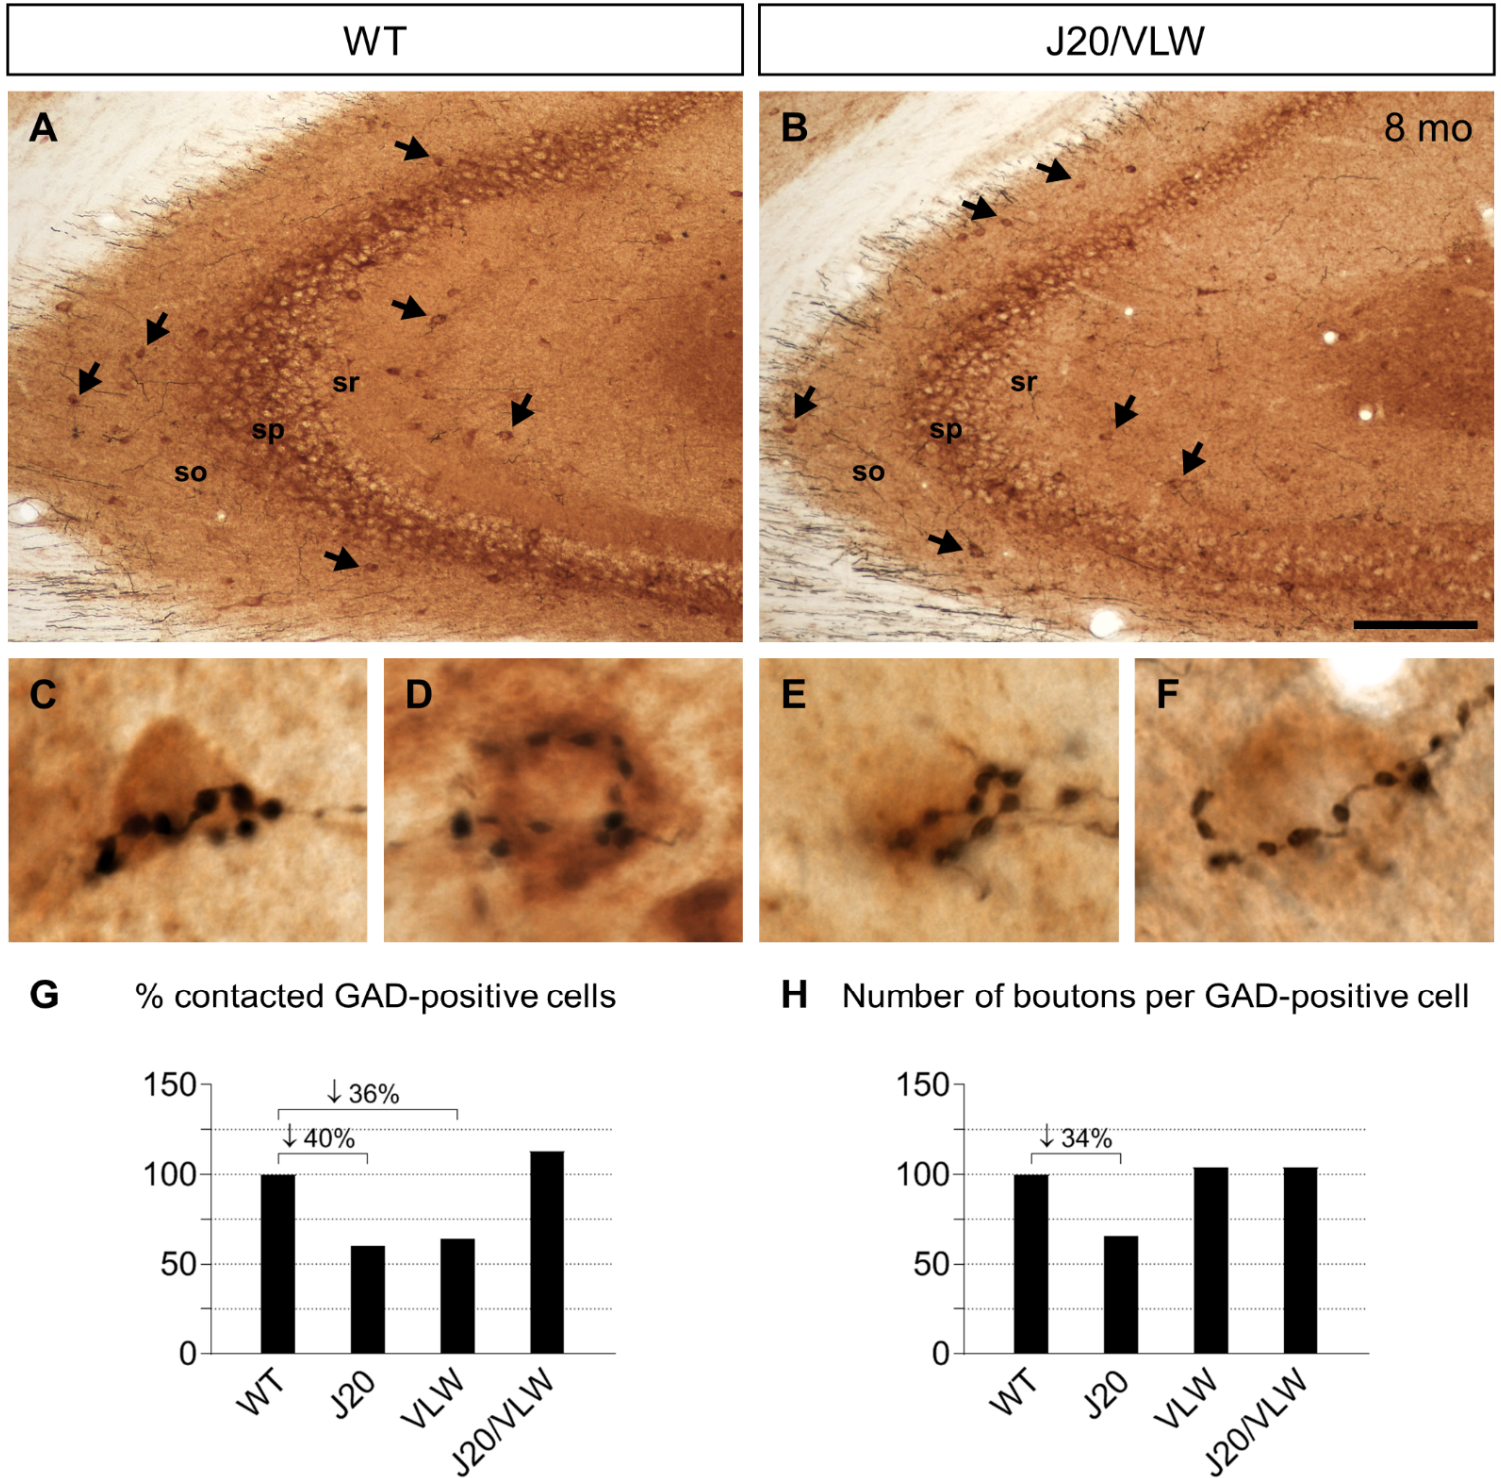 WT
J20/VLW
A
B
8 mo
sr
sp
so
sr
sp
so
C
D
E
F
G % contacted GAD-positive cells
H Number of boutons per GAD-positive cell
150
100
50
0
↓ 36%
↓ 40%
WT
J20
VLW
J20/VLW
150
100
50
0
↓ 34%
WT
J20
VLW
J20/VLW